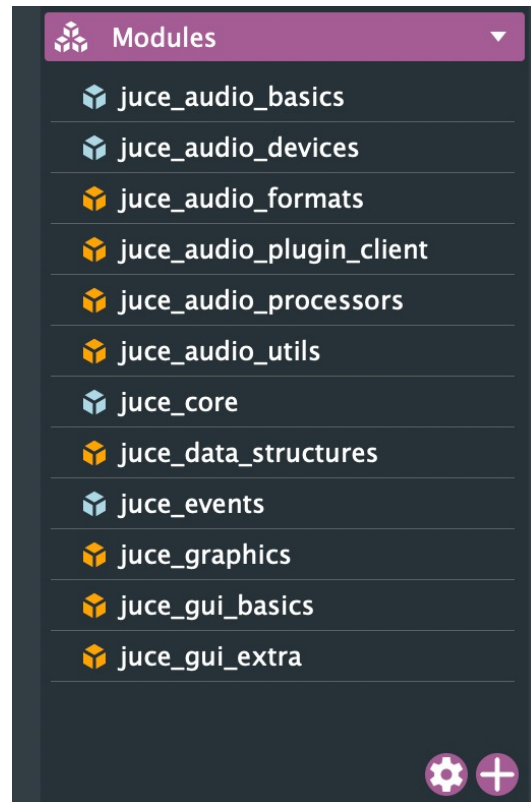 Modules
juce_audio_basics
juce_audio_devices
juce_audio_formats
juce_audio_plugin_client
juce_audio_processors
juce_audio_utils
juce_core
juce_data_structures
juce_events
juce_graphics
juce_gui_basics
juce_gui_extra